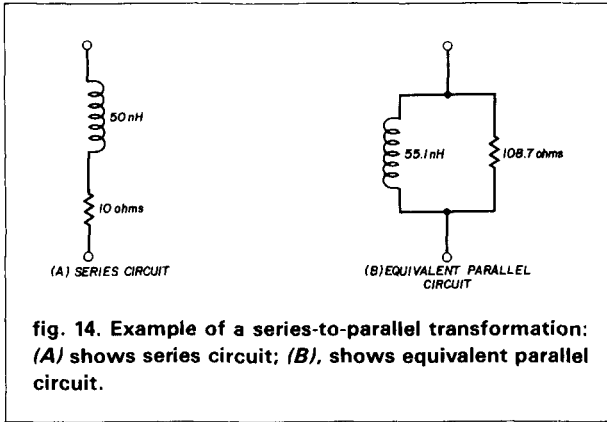 50 nH
10 ohms
(A) SERIES CIRCUIT
55.1 nH
108.7 ohms
(B) EQUIVALENT PARALLEL
CIRCUIT
fig. 14. Example of a series-to-parallel transformation:
(A) shows series circuit; (B), shows equivalent parallel
circuit.